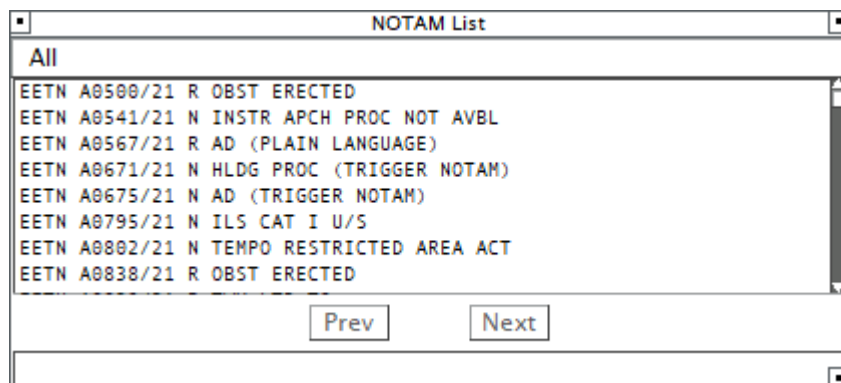 NOTAM List
All
EETN A0500/21 R OBST ERECTED
EETN A0541/21 N INSTR APCH PROC NOT AVBL
EETN A0567/21 R AD (PLAIN LANGUAGE)
EETN A0671/21 N HLDG PROC (TRIGGER NOTAM)
EETN A0675/21 N AD (TRIGGER NOTAM)
EETN A0795/21 N ILS CAT I U/S
EETN A0802/21 N TEMPO RESTRICTED AREA ACT
EETN A0838/21 R OBST ERECTED
Prev Next